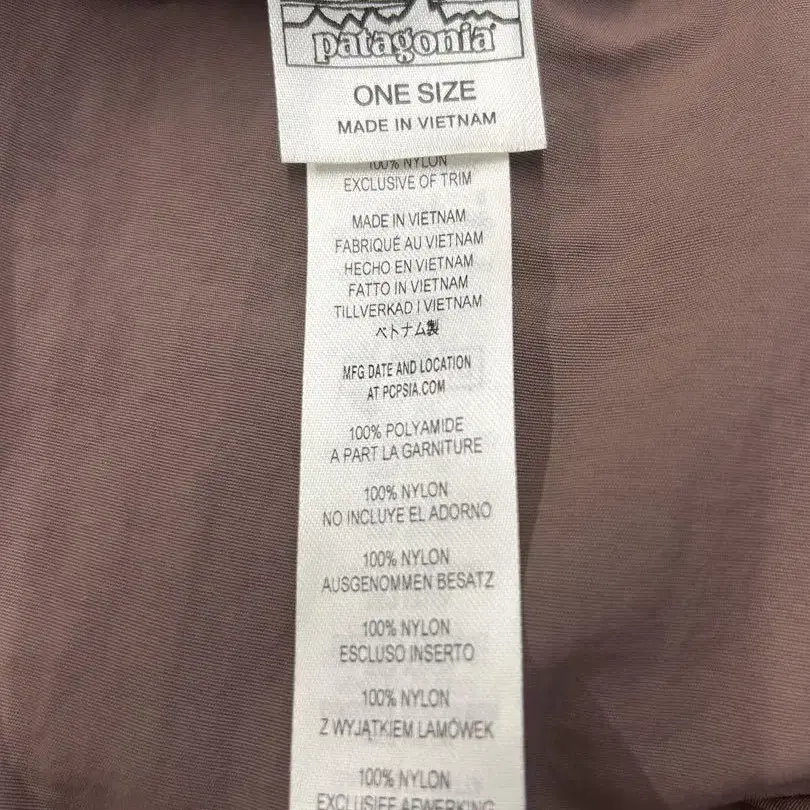 patagonia
ONE SIZE
MADE IN VIETNAM
100% NYLON
EXCLUSIVE OF TRIM
MADE IN VIETNAM
FABRIQUÉ AU VIETNAM
HECHO EN VIETNAM
FATTO IN VIETNAM
TILLVERKAD I VIETNAM
ベトナム製
MFG DATE AND LOCATION
AT PCPSIA.COM
100% POLYAMIDE
A PART LA GARNITURE
100% NYLON
NO INCLUYE EL ADORNO
100% NYLON
AUSGENOMMEN BESATZ
100% NYLON
ESCLUSO INSERTO
100% NYLON
Z WYJĄTKIEM LAMÓWEK
100% NYLON
EXCLUSIEF AFWERKING